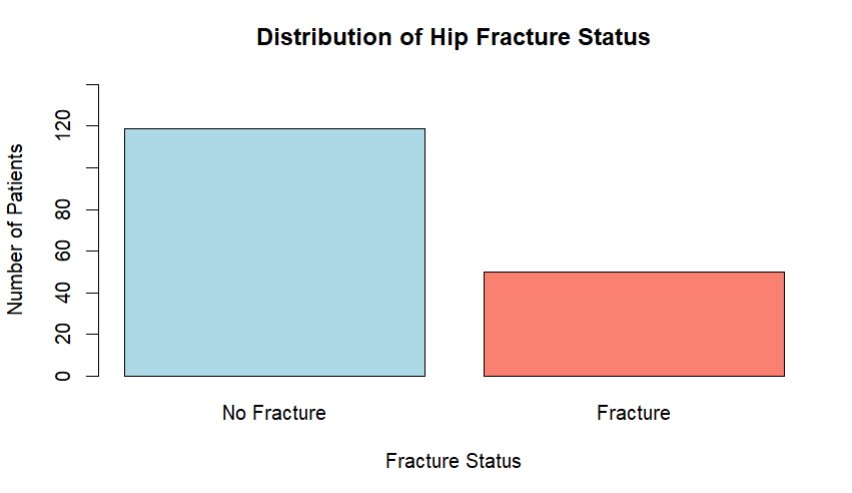 Distribution of Hip Fracture Status
Number of Patients
120
80
60
40
20
0
No Fracture
Fracture
Fracture Status